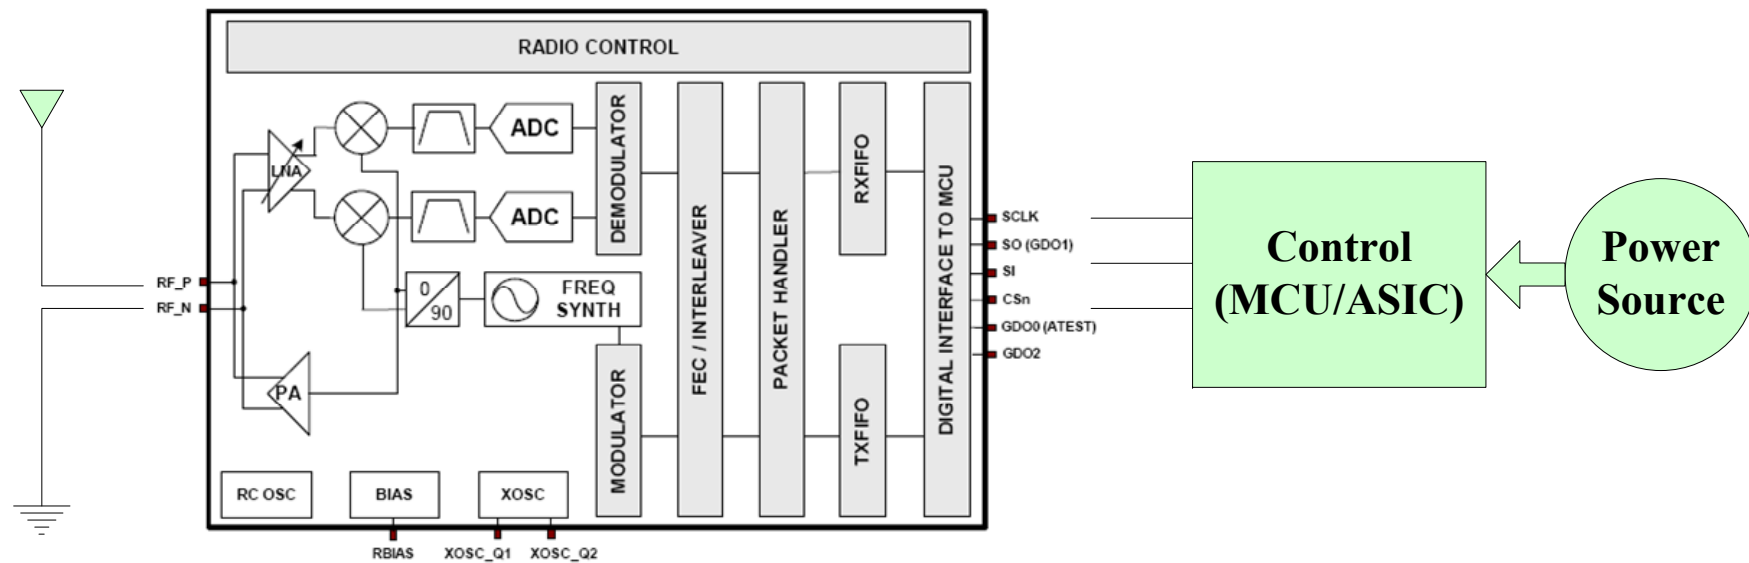 RADIO CONTROL
LNA
ADC
ADC
DEMODULATOR
FEC / INTERLEAVER
PACKET HANDLER
RXFIFO
DIGITAL INTERFACE TO MCU
RF_P
RF_N
0
90
FREQ
SYNTH
PA
MODULATOR
TXFIFO
SCLK
SO (GDO1)
SI
CSn
GDO0 (ATEST)
GDO2
Control
(MCU/ASIC)
Power
Source
RC OSC
BIAS
XOSC
RBIAS
XOSC_Q1
XOSC_Q2